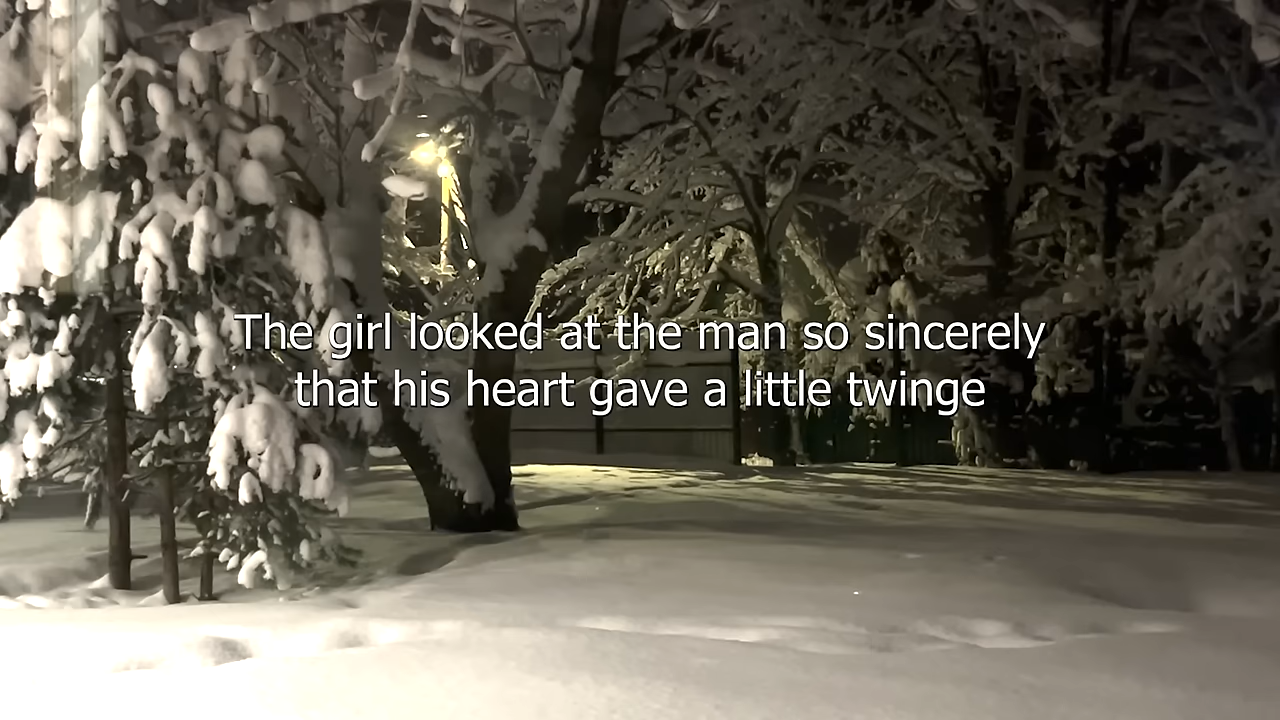 The girl looked at the man so sincerely
that his heart gave a little twinge